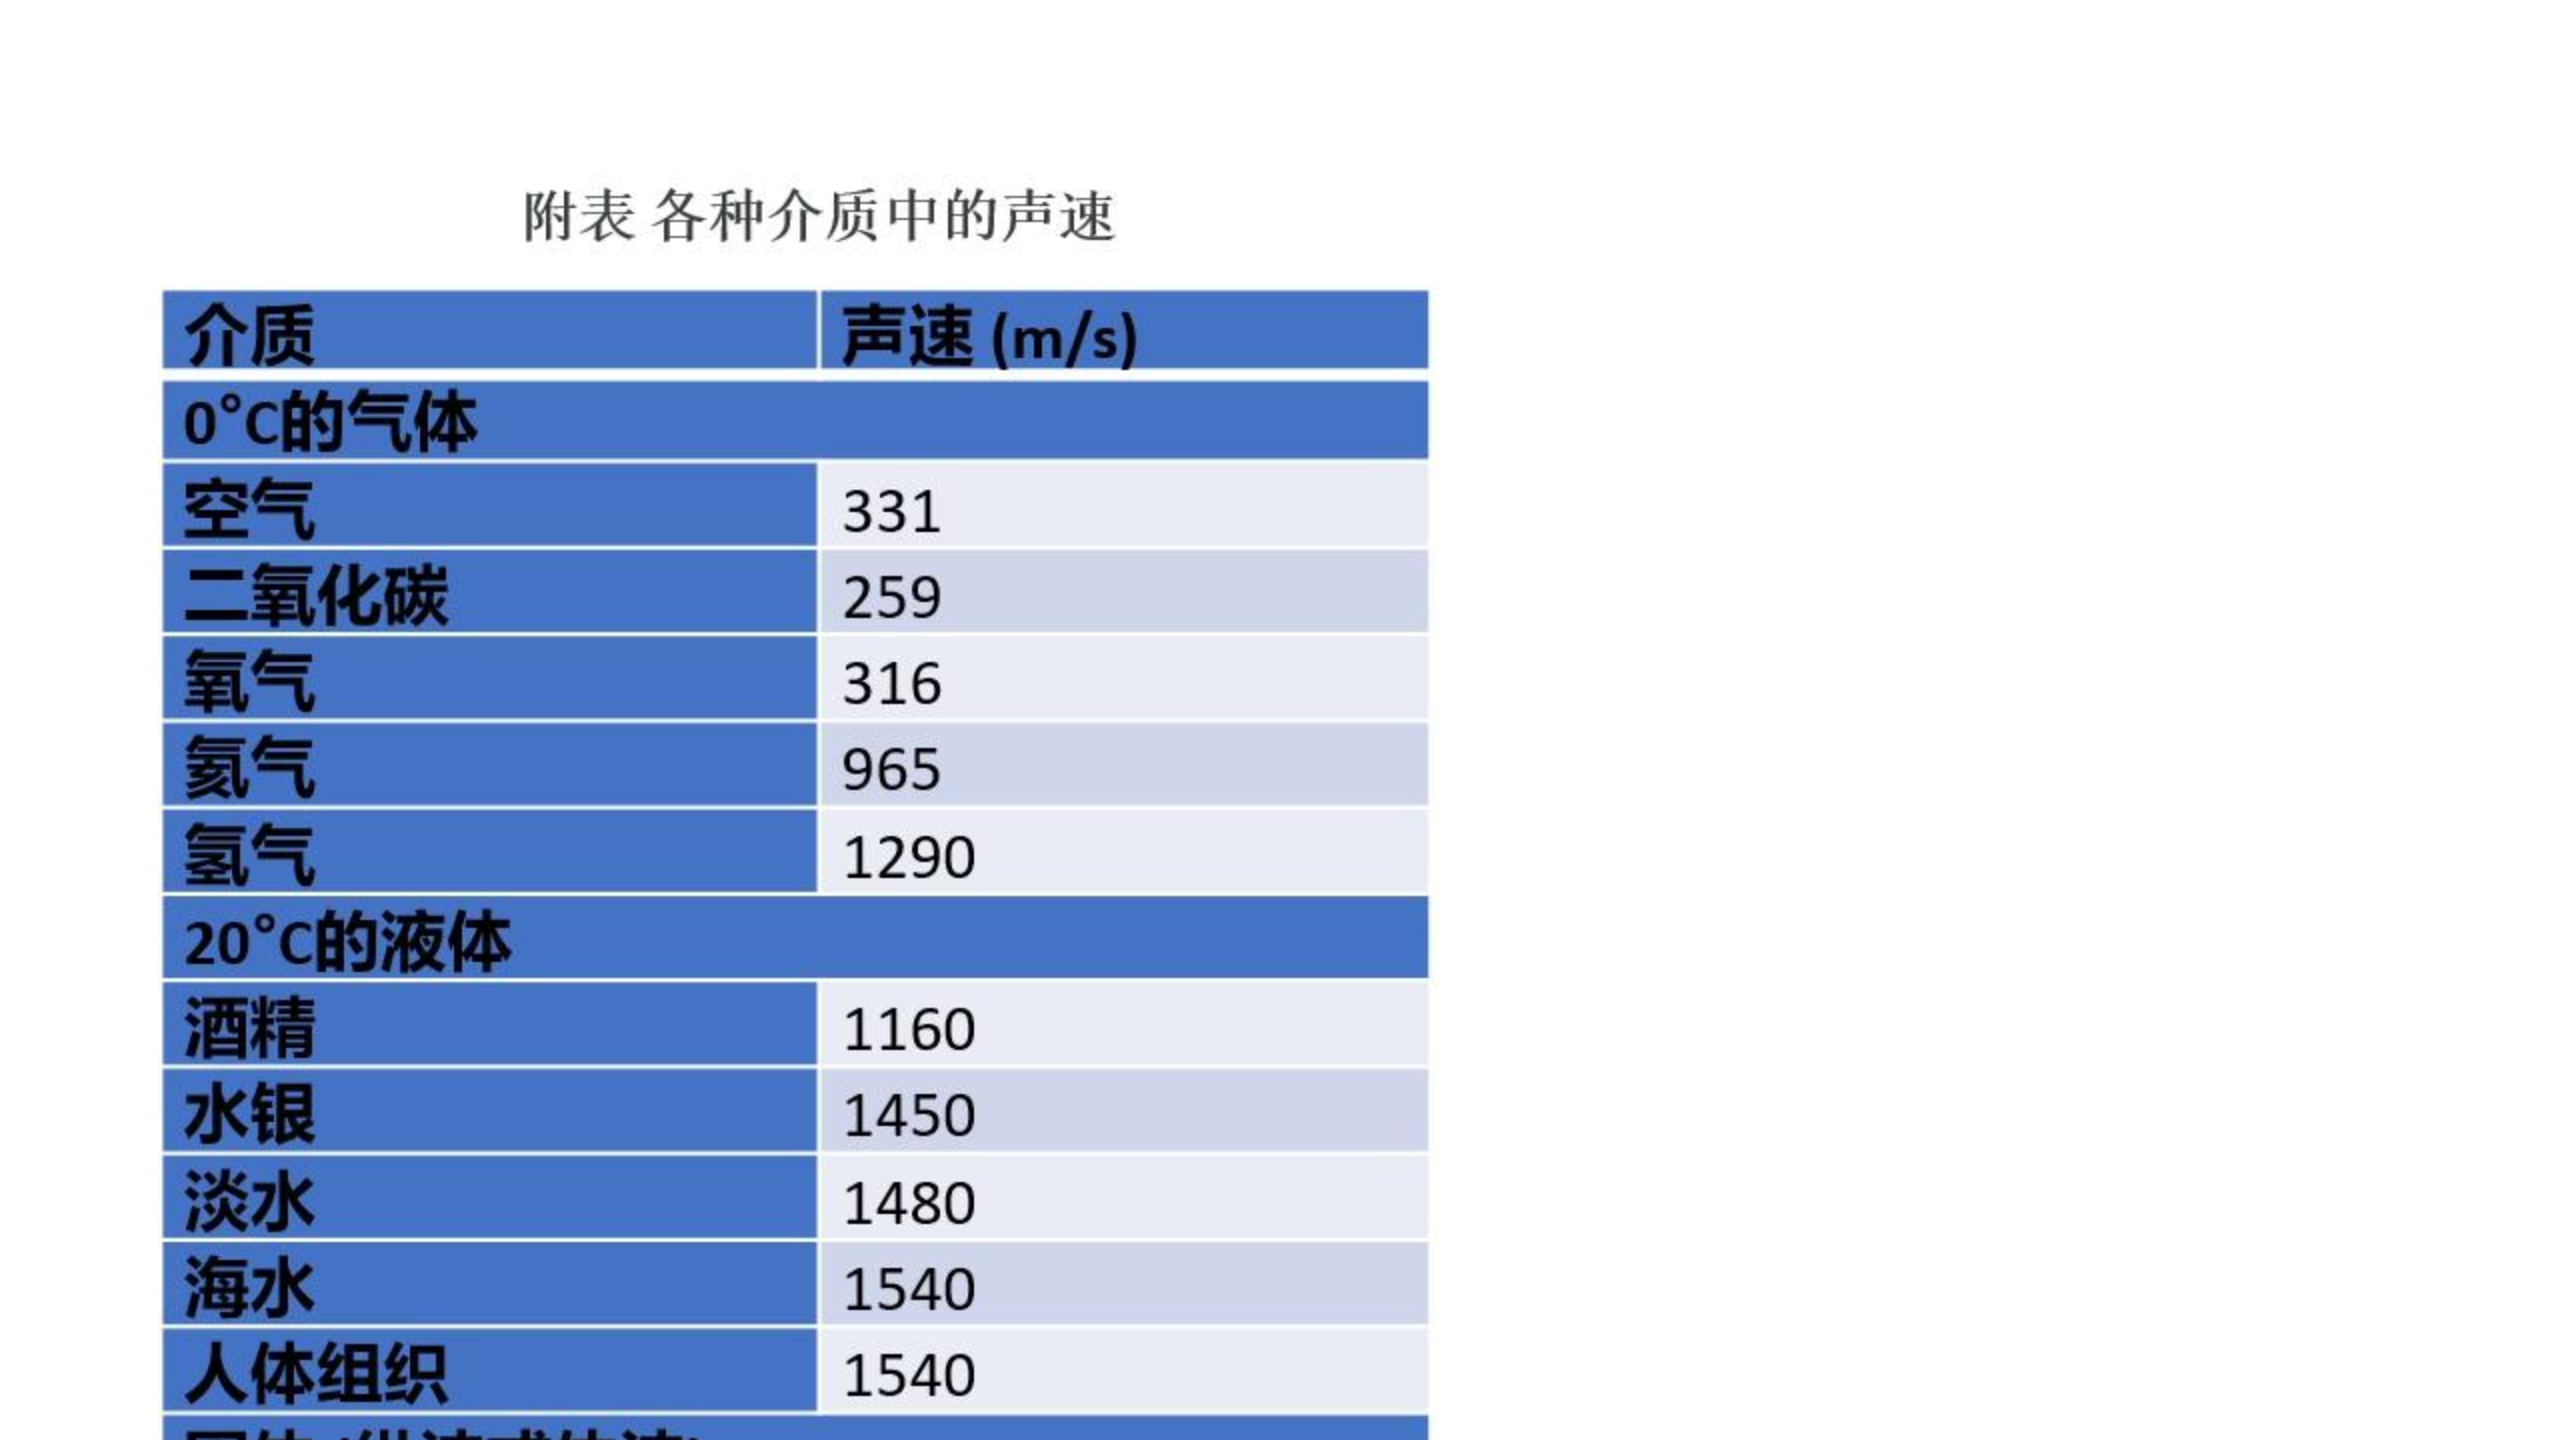 附表 各种介质中的声速
介质 声速 (m/s)
0°C的气体
空气 331
二氧化碳 259
氧气 316
氦气 965
氢气 1290
20°C的液体
酒精 1160
水银 1450
淡水 1480
海水 1540
人体组织 1540